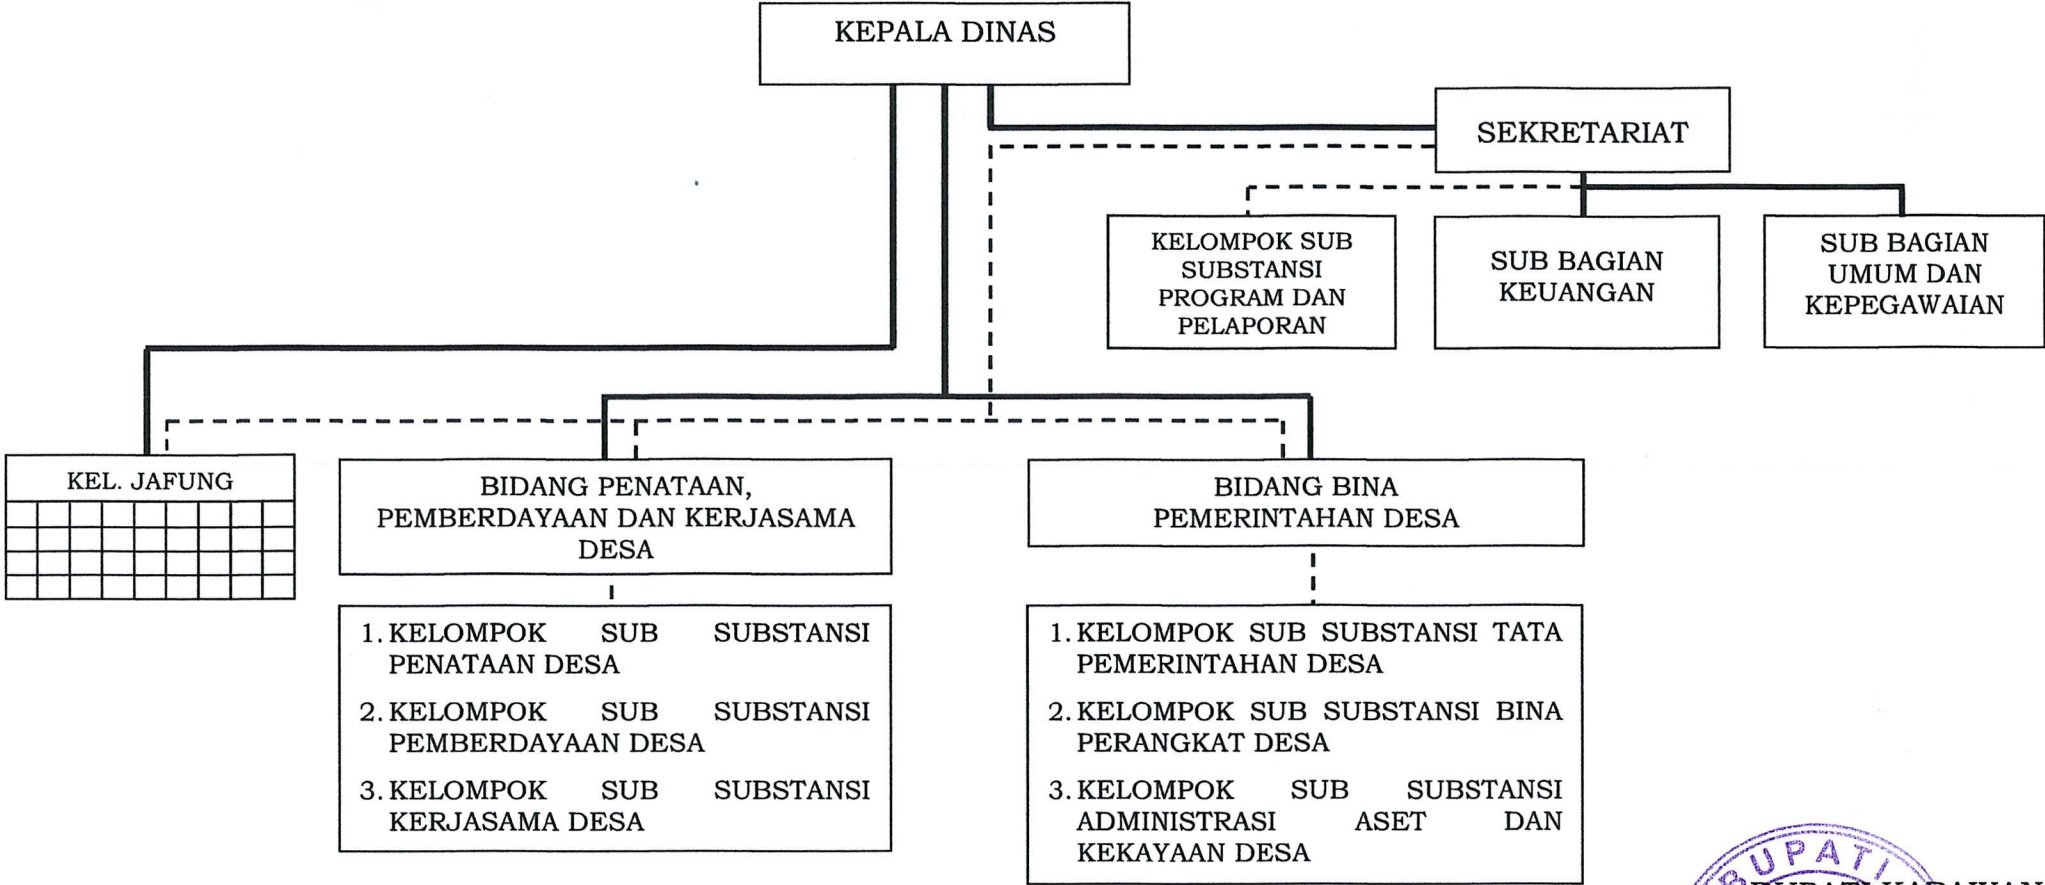 KEPALA DINAS
SEKRETARIAT
KELOMPOK SUB
SUBSTANSI
PROGRAM DAN
PELAPORAN
SUB BAGIAN
KEUANGAN
SUB BAGIAN
UMUM DAN
KEPEGAWAIAN
KEL. JAFUNG
BIDANG PENATAAN,
PEMBERDAYAAN DAN KERJASAMA
DESA
BIDANG BINA
PEMERINTAHAN DESA
1. KELOMPOK SUB SUBSTANSI
PENATAAN DESA
2. KELOMPOK SUB SUBSTANSI
PEMBERDAYAAN DESA
3. KELOMPOK SUB SUBSTANSI
KERJASAMA DESA
1. KELOMPOK SUB SUBSTANSI TATA
PEMERINTAHAN DESA
2. KELOMPOK SUB SUBSTANSI BINA
PERANGKAT DESA
3. KELOMPOK SUB SUBSTANSI
ADMINISTRASI ASET DAN
KEKAYAAN DESA
BUPATI